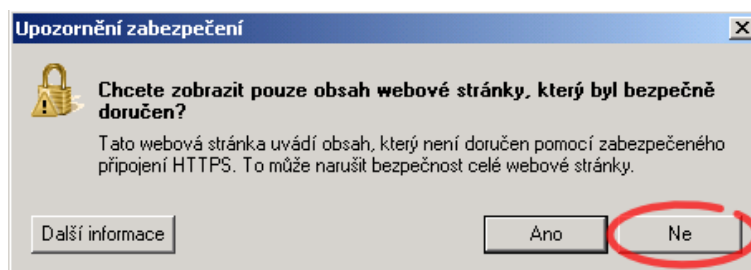 Upozornění zabezpečení
Chcete zobrazit pouze obsah webové stránky, který byl bezpečně
doručen?
Tato webová stránka uvádí obsah, který není doručen pomocí zabezpečeného
připojení HTTPS. To může narušit bezpečnost celé webové stránky.
Další informace
Ano
Ne